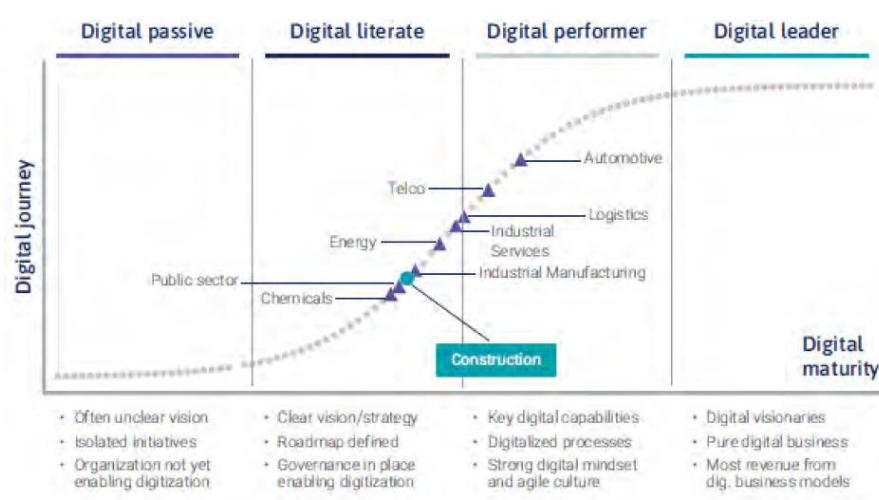 Digital passive
Digital literate
Digital performer
Digital leader
Digital journey
Automotive
Telco
Logistics
Industrial
Services
Energy
Industrial Manufacturing
Public sector
Chemicals
Construction
Digital
maturity
• Often unclear vision
• Isolated initiatives
• Organization not yet
enabling digitization
• Clear vision/strategy
• Roadmap defined
• Governance in place
enabling digitization
• Key digital capabilities
• Digitalized processes
• Strong digital mindset
and agile culture
• Digital visionaries
• Pure digital business
• Most revenue from
dig. business models